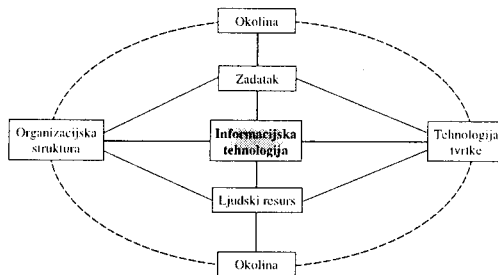 Okolina
Zadatak
Organizacijska
struktura
Informacijska
tehnologija
Tehnologija
tvrtke
Ljudski resurs
Okolina